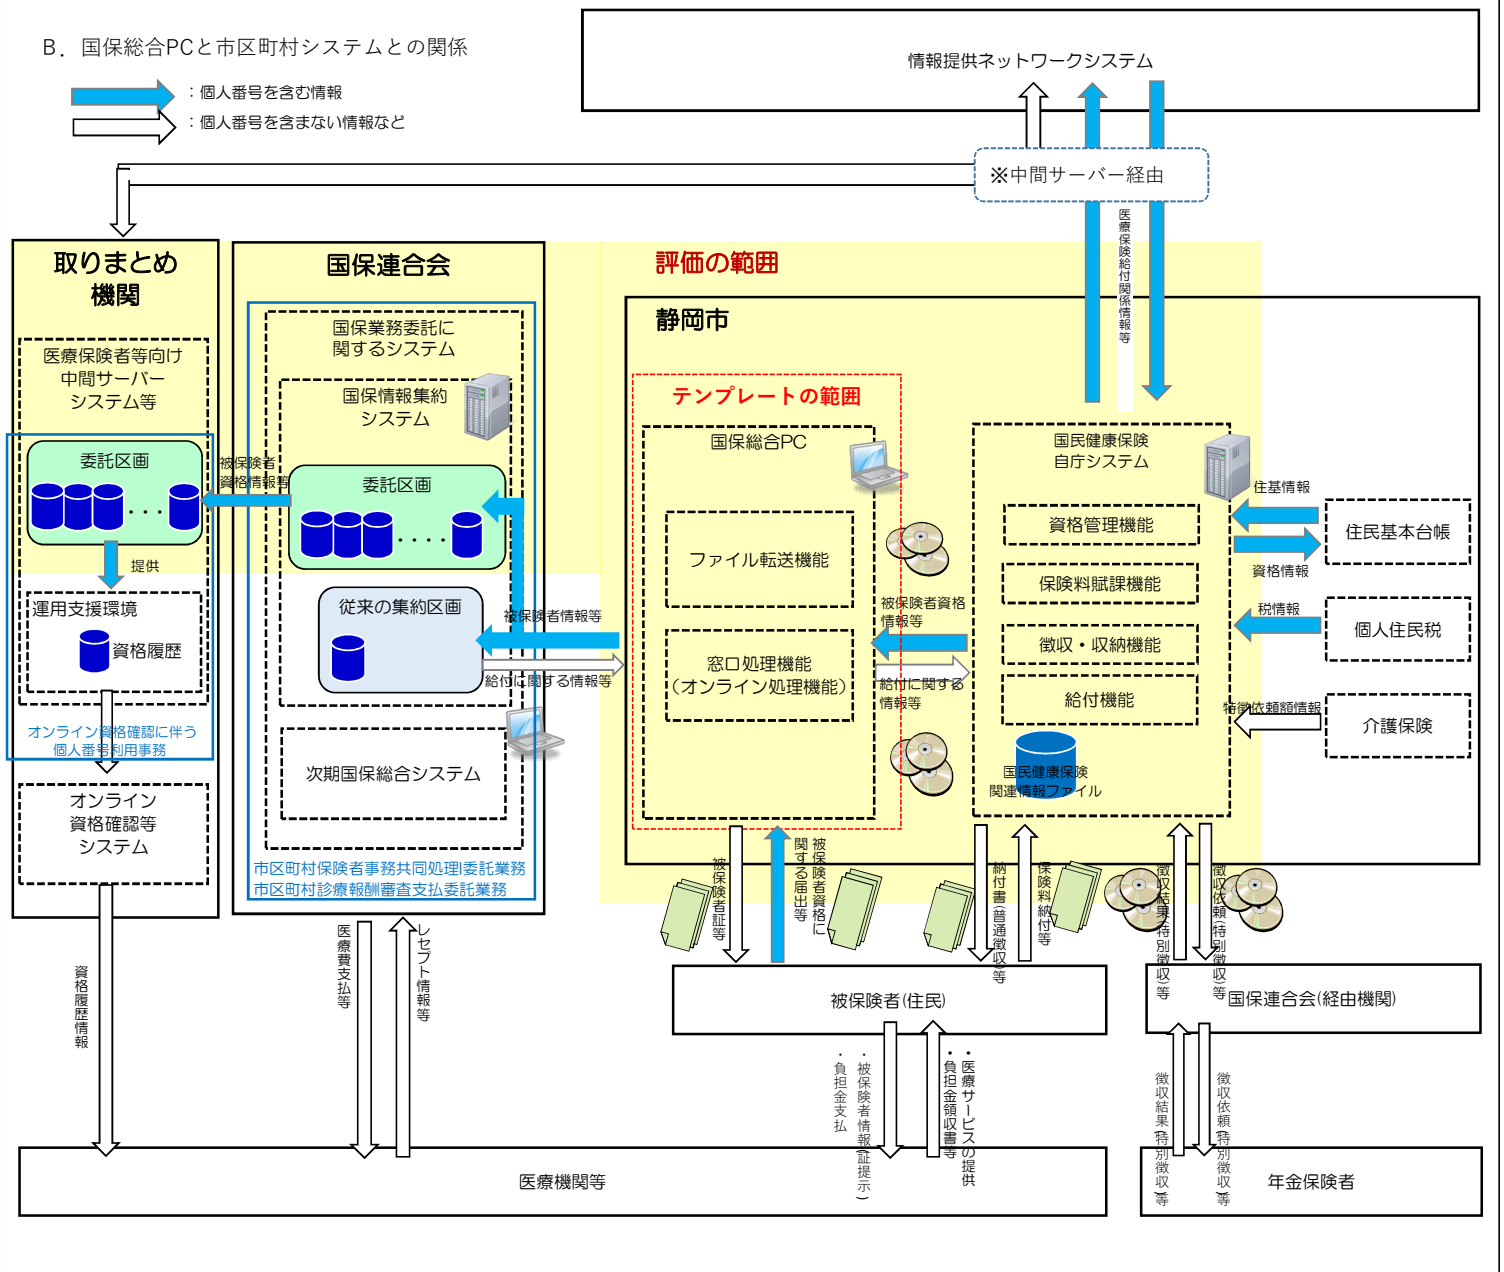 B．国保総合PCと市区町村システムとの関係
：個人番号を含む情報
：個人番号を含まない情報など
情報提供ネットワークシステム
※中間サーバー経由
医療保険給付関係情報等
取りまとめ
機関
医療保険者等向け
中間サーバー
システム等
委託区画
・・・
提供
運用支援環境
資格履歴
オンライン資格確認に伴う
個人番号利用事務
オンライン
資格確認等
システム
被保険者
資格情報等
国保連合会
国保業務委託に
関するシステム
国保情報集約
システム
委託区画
・・・・
従来の集約区画
次期国保総合システム
市区町村保険者事務共同処理委託業務
市区町村診療報酬審査支払委託業務
被保険者情報等
給付に関する情報等
評価の範囲
静岡市
テンプレートの範囲
国保総合PC
ファイル転送機能
窓口処理機能
（オンライン処理機能）
被保険者資格
情報等
給付に関する
情報等
国民健康保険
自庁システム
資格管理機能
保険料賦課機能
徴収・収納機能
給付機能
国民健康保険
関連情報ファイル
住基情報
資格情報
税情報
特徴依頼額情報
住民基本台帳
個人住民税
介護保険
被保険者証等
被保険者資格に
関する届出等
納付書(普通徴収)等
保険料納付等
徴収結果(特別徴収)等
徴収依頼(特別徴収)等
資格履歴情報
医療費支払等
レセプト情報等
被保険者(住民)
国保連合会(経由機関)
・被保険者情報(証提示)
・負担金支払
・医療サービスの提供
・負担金領収書等
徴収結果(特別徴収)等
徴収依頼(特別徴収)等
医療機関等
年金保険者